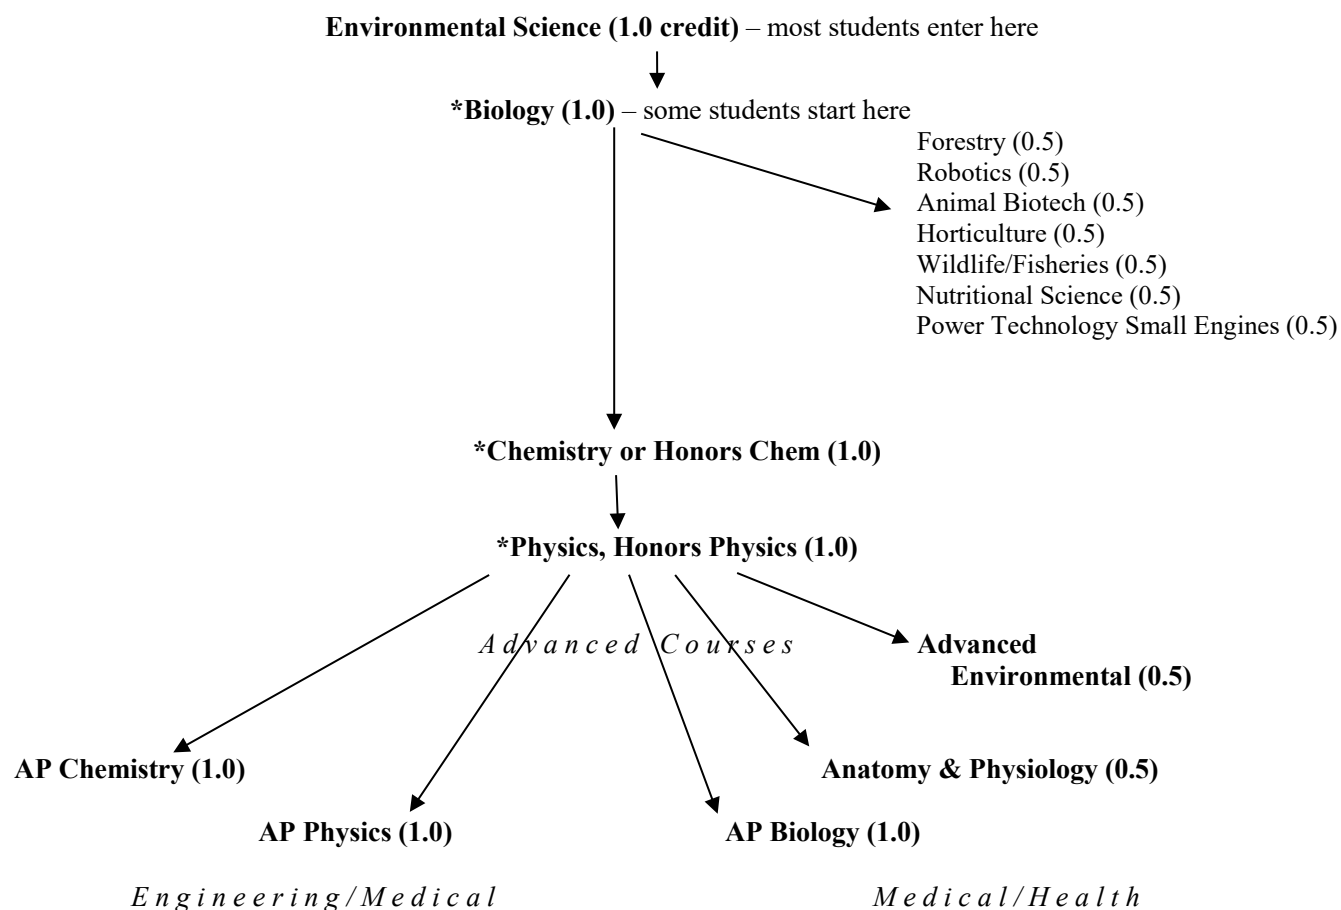 Environmental Science (1.0 credit) – most students enter here
*Biology (1.0) – some students start here
Forestry (0.5)
Robotics (0.5)
Animal Biotech (0.5)
Horticulture (0.5)
Wildlife/Fisheries (0.5)
Nutritional Science (0.5)
Power Technology Small Engines (0.5)
*Chemistry or Honors Chem (1.0)
*Physics, Honors Physics (1.0)
Advanced Courses
Advanced
Environmental (0.5)
AP Chemistry (1.0)
Anatomy & Physiology (0.5)
AP Physics (1.0)
AP Biology (1.0)
Engineering/Medical
Medical/Health